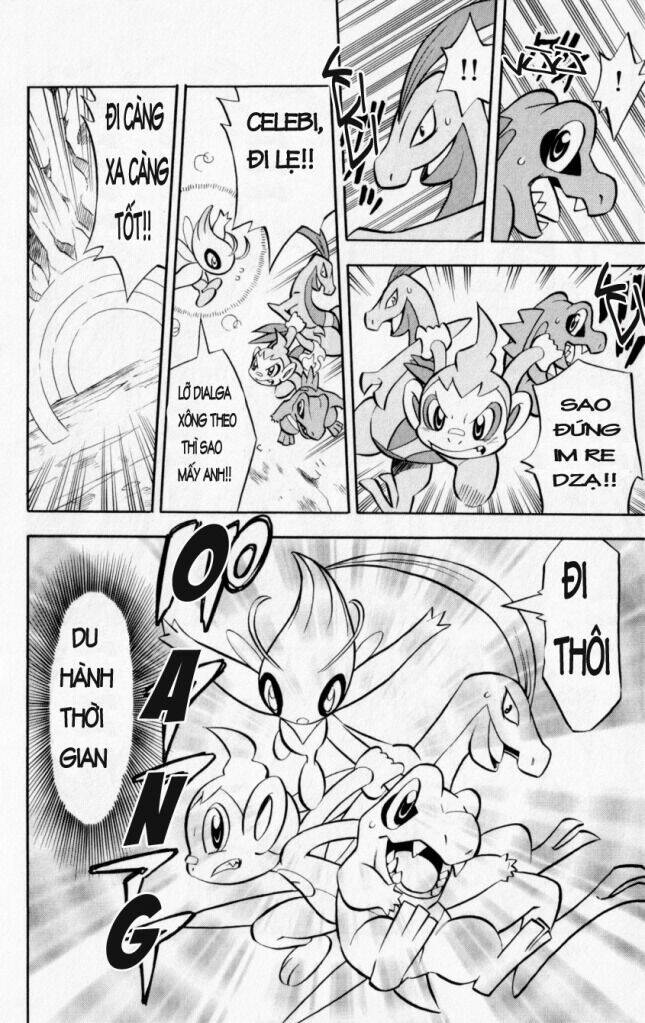 !
!!
SAO
ĐỨNG
IM RE
DZẠ!!
CELEBI,
ĐI LẸ!!
LỠ DIALGA
XÔNG THEO
THÌ SAO
MẤY ANH!!
ĐI CÀNG
XA CÀNG
TỐT!!
ĐI
THÔI
OANG
DU
HÀNH
THỜI
GIAN